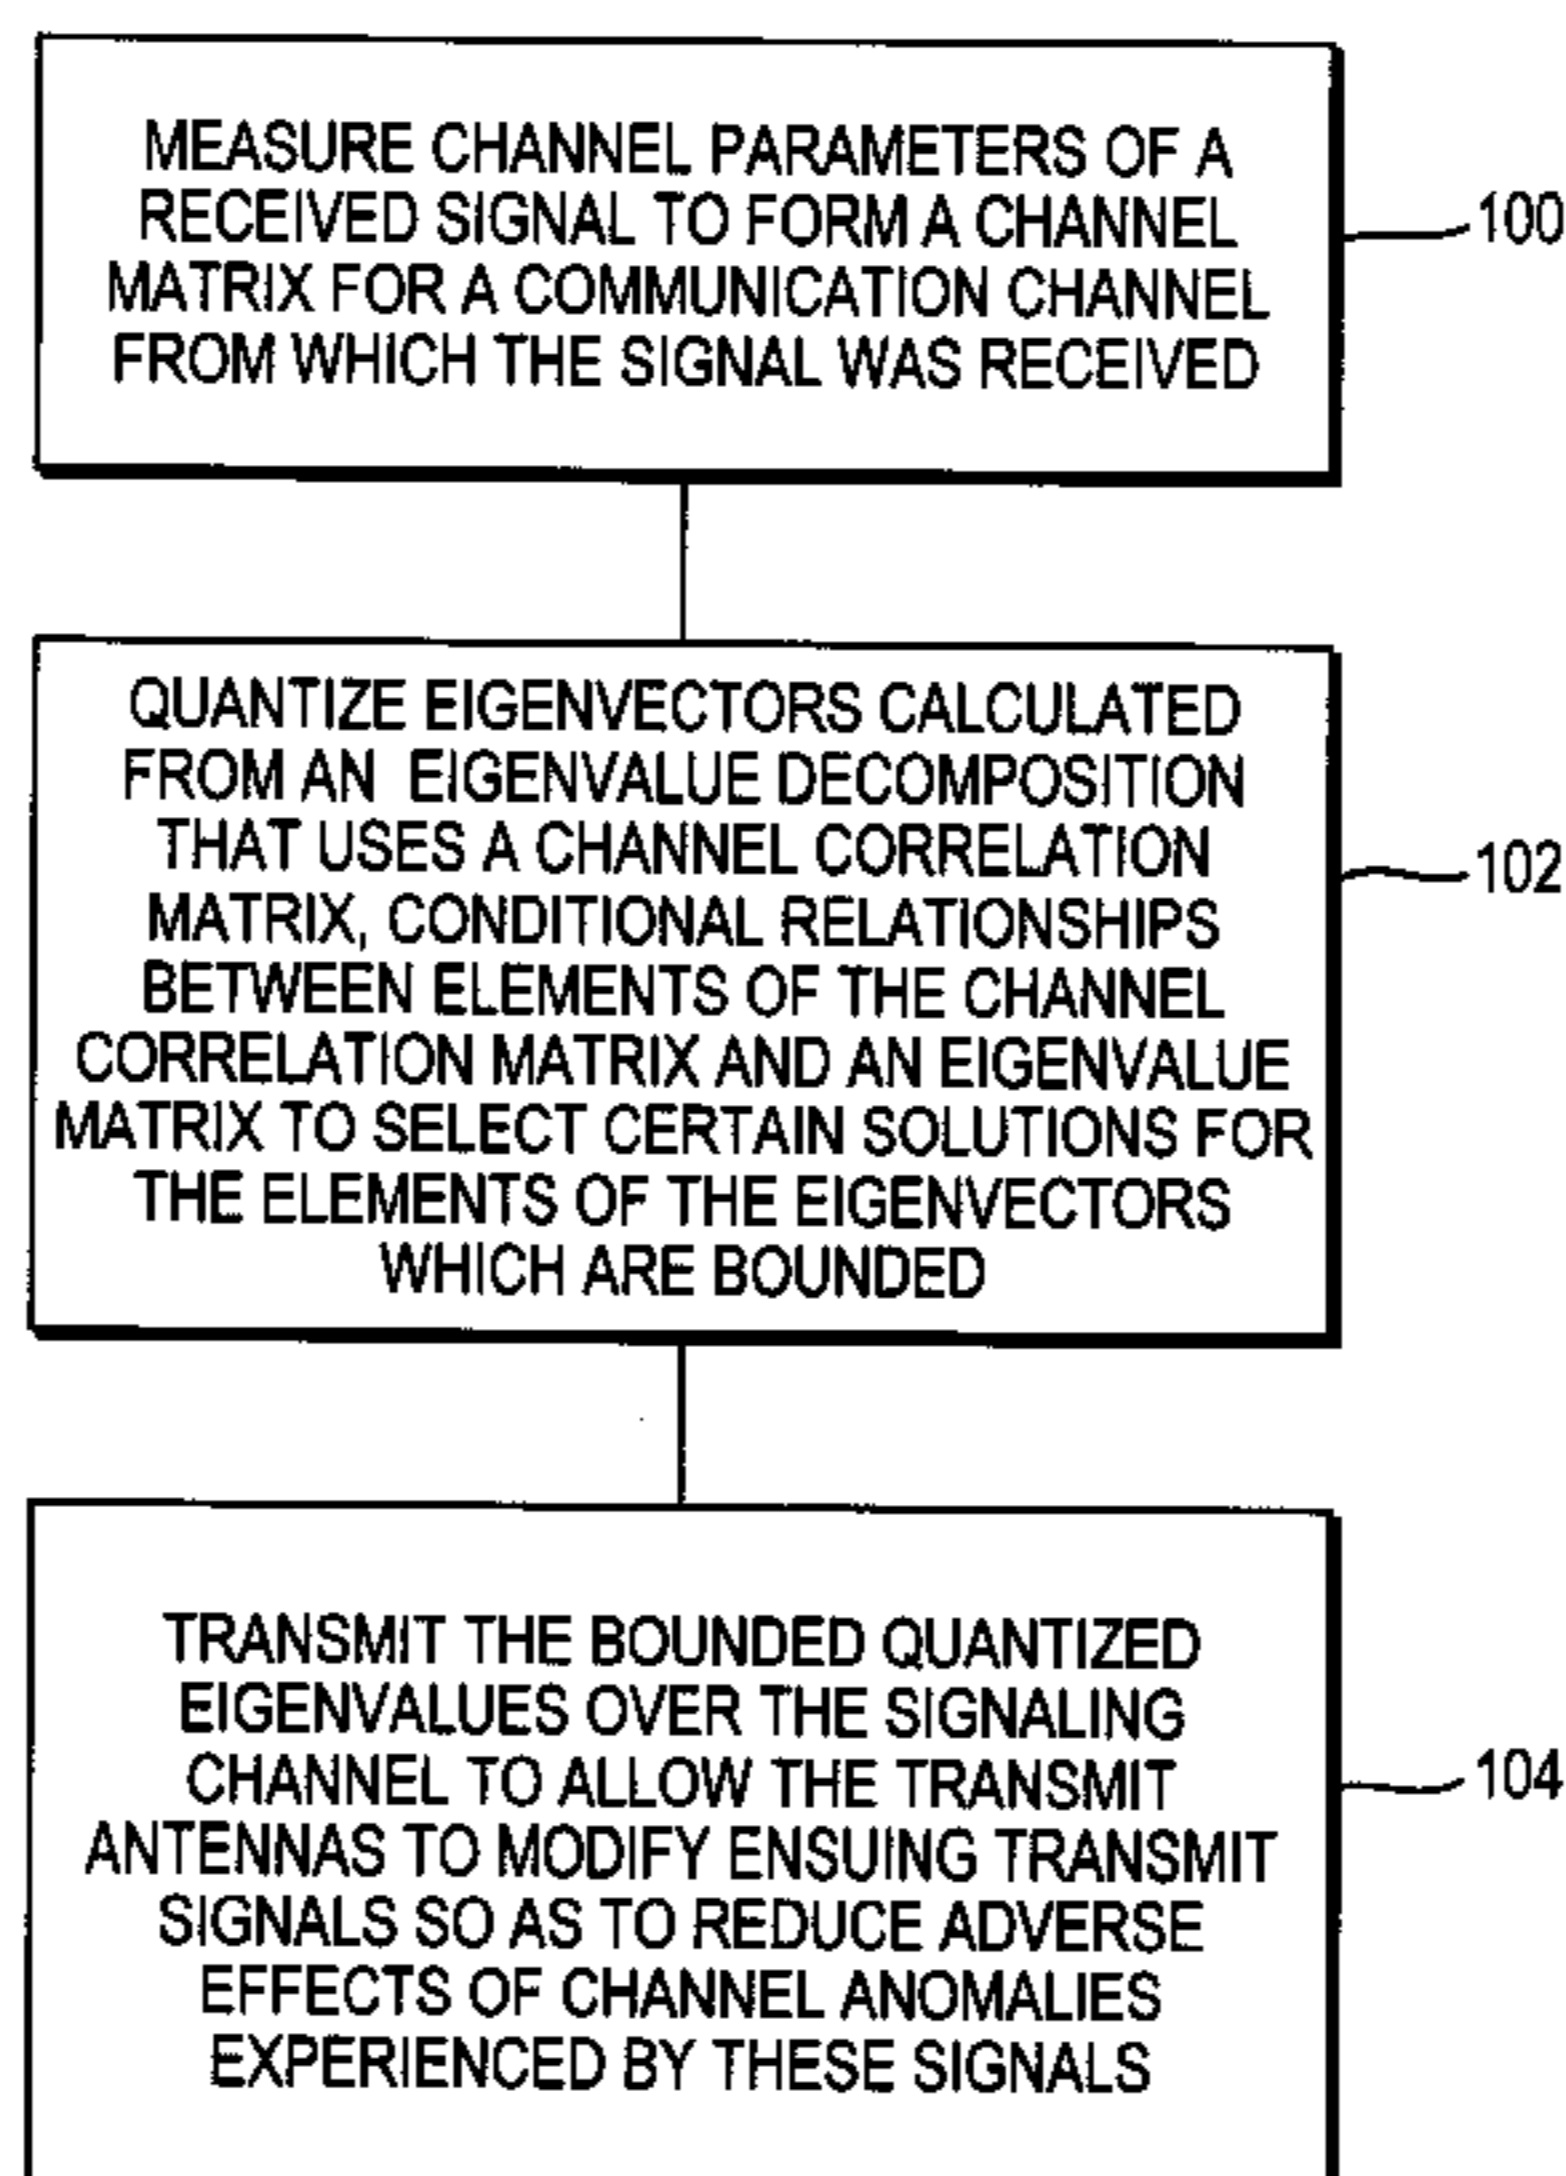 MEASURE CHANNEL PARAMETERS OF A
RECEIVED SIGNAL TO FORM A CHANNEL
MATRIX FOR A COMMUNICATION CHANNEL
FROM WHICH THE SIGNAL WAS RECEIVED
100
QUANTIZE EIGENVECTORS CALCULATED
FROM AN EIGENVALUE DECOMPOSITION
THAT USES A CHANNEL CORRELATION
MATRIX, CONDITIONAL RELATIONSHIPS
BETWEEN ELEMENTS OF THE CHANNEL
CORRELATION MATRIX AND AN EIGENVALUE
MATRIX TO SELECT CERTAIN SOLUTIONS FOR
THE ELEMENTS OF THE EIGENVECTORS
WHICH ARE BOUNDED
102
TRANSMIT THE BOUNDED QUANTIZED
EIGENVALUES OVER THE SIGNALING
CHANNEL TO ALLOW THE TRANSMIT
ANTENNAS TO MODIFY ENSUING TRANSMIT
SIGNALS SO AS TO REDUCE ADVERSE
EFFECTS OF CHANNEL ANOMALIES
EXPERIENCED BY THESE SIGNALS
104